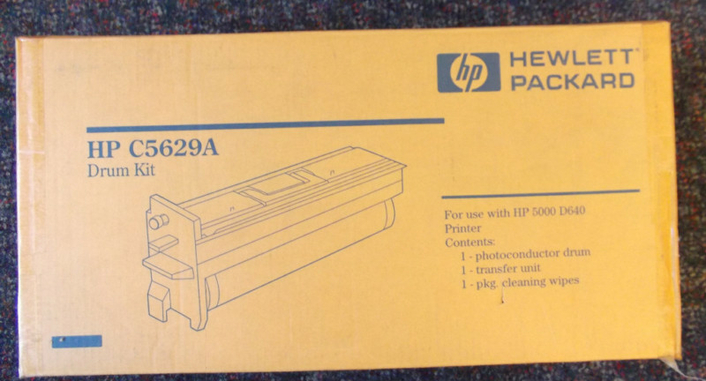 hp HEWLETT
PACKARD
HP C5629A
Drum Kit
For use with HP 5000 D640
Printer
Contents:
1 - photoconductor drum
1 - transfer unit
1 - pkg. cleaning wipes